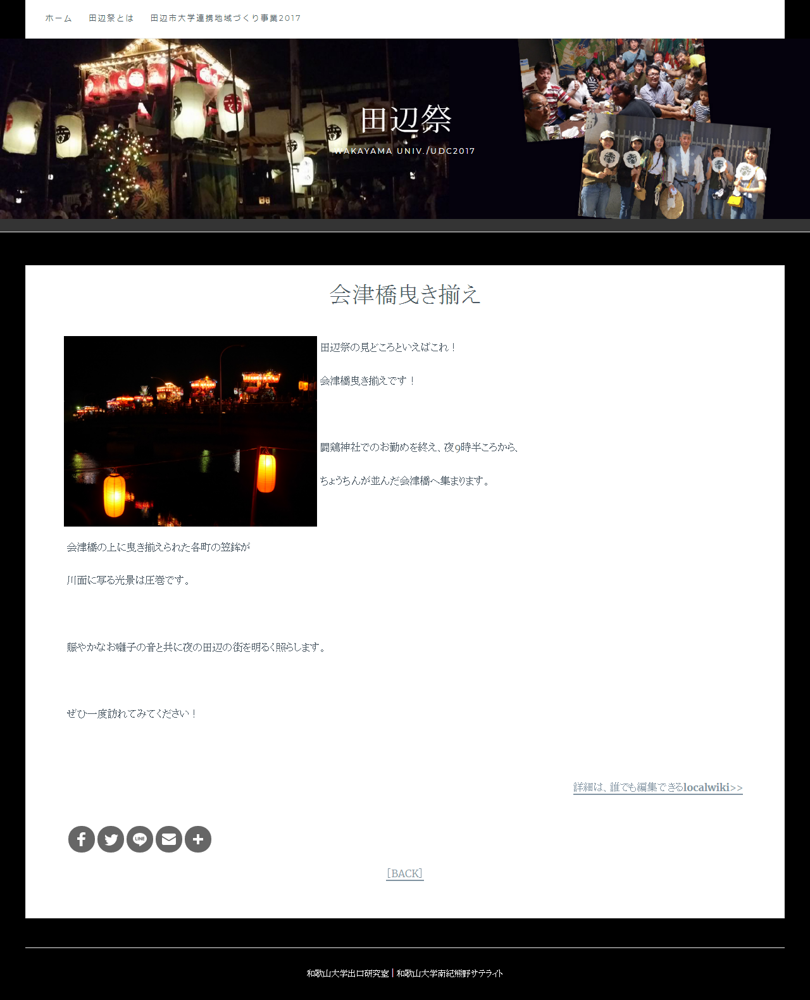 ホーム 田辺祭とは 田辺市大学連携地域づくり事業2017
田辺祭
WAKAYAMA UNIV./UDC2017
会津橋曳き揃え
田辺祭の見どころといえばこれ！
会津橋曳き揃えです！
闘鶏神社でのお勤めを終え、夜9時半ころから、
ちょうちんが並んだ会津橋へ集まります。
会津橋の上に曳き揃えられた各町の笠鉾が
川面に写る光景は圧巻です。
賑やかなお囃子の音と共に夜の田辺の街を明るく照らします。
ぜひ一度訪れてみてください！
詳細は、誰でも編集できるlocalwiki>>
LINE
［BACK］
和歌山大学出口研究室 | 和歌山大学南紀熊野サテライト